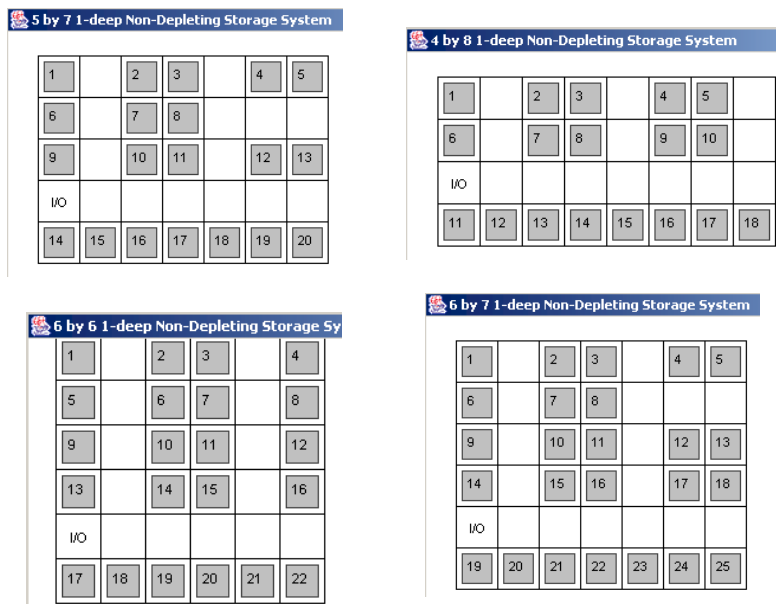 5 by 7 1-deep Non-Depleting Storage System
1 2 3 4 5
6 7 8
9 10 11 12 13
I/O
14 15 16 17 18 19 20
4 by 8 1-deep Non-Depleting Storage System
1 2 3 4 5
6 7 8 9 10
I/O
11 12 13 14 15 16 17 18
6 by 6 1-deep Non-Depleting Storage Sy
1 2 3 4
5 6 7 8
9 10 11 12
13 14 15 16
I/O
17 18 19 20 21 22
6 by 7 1-deep Non-Depleting Storage System
1 2 3 4 5
6 7 8
9 10 11 12 13
14 15 16 17 18
I/O
19 20 21 22 23 24 25